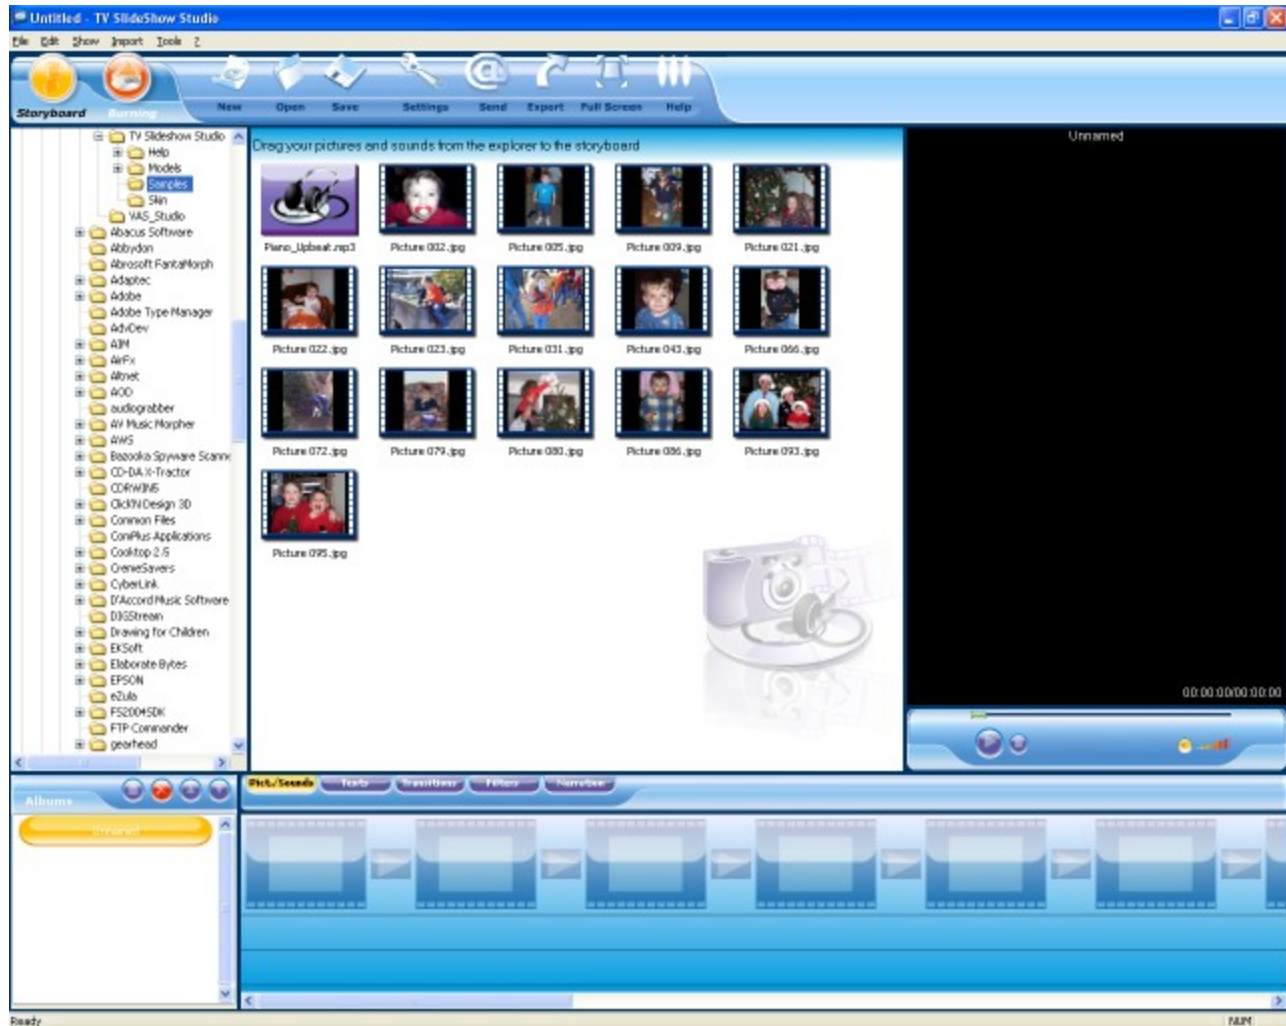 Untitled - TV SlideShow Studio
File Edit Show Import Tools ?
Storyboard Burning New Open Save Settings Send Export Full Screen Help
TV Slideshow Studio
Help
Models
Samples
Skin
VAS_Studio
Abacus Software
Abbydon
Abrosoft FantaMorph
Adaptec
Adobe
Adobe Type Manager
AdvDev
AIM
AirFx
Altnet
AOD
audiograbber
AV Music Morpher
AWS
Bazooka Spyware Scann
CD-DA X-Tractor
CDRWIN5
Click'N Design 3D
Common Files
ComPlus Applications
Cooktop 2.5
CremeSavers
CyberLink
D'Accord Music Software
DIGStream
Drawing for Children
EKSoft
Elaborate Bytes
EPSON
eZula
FS2004SDK
FTP Commander
gearhead
Drag your pictures and sounds from the explorer to the storyboard
Piano_Upbeat.mp3 Picture 002.jpg Picture 005.jpg Picture 009.jpg Picture 021.jpg
Picture 022.jpg Picture 023.jpg Picture 031.jpg Picture 043.jpg Picture 066.jpg
Picture 072.jpg Picture 079.jpg Picture 080.jpg Picture 086.jpg Picture 093.jpg
Picture 095.jpg
Unnamed
00:00:00/00:00:00
Albums
Unnamed
Pict./Sounds Texts Transitions Filters Narration
Ready NUM